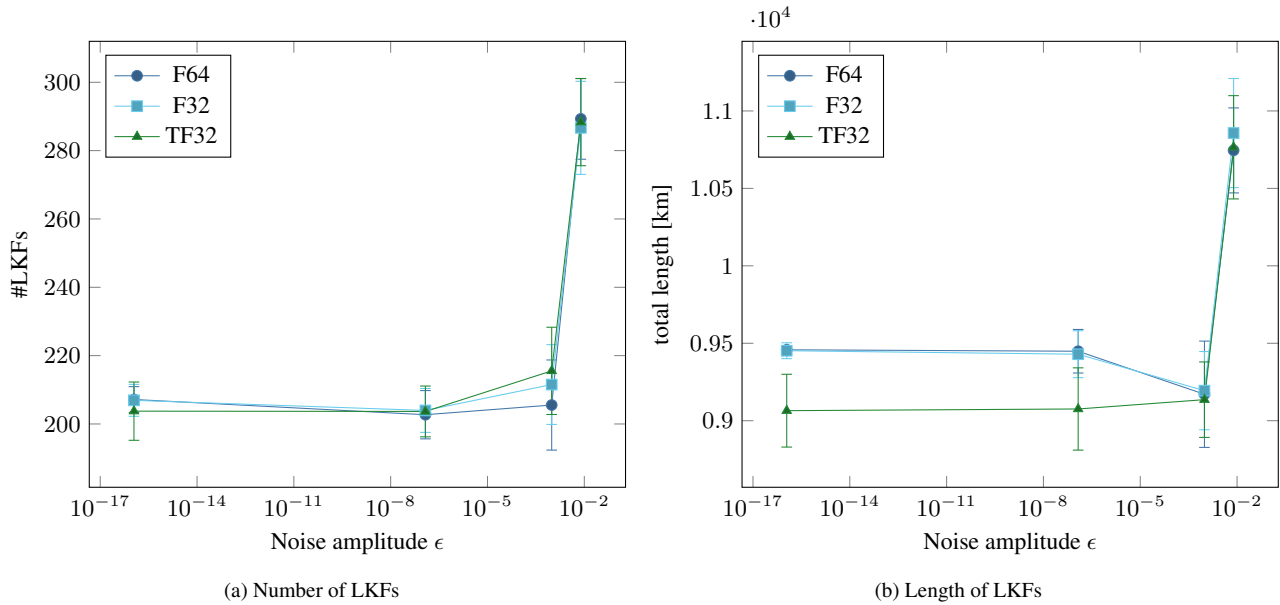 F64
F32
TF32
300
280
260
240
220
200
#LKFs
10^{-17}
10^{-14}
10^{-11}
10^{-8}
10^{-5}
10^{-2}
Noise amplitude ϵ
(a) Number of LKFs
·10^{4}
F64
F32
TF32
1.1
1.05
1
0.95
0.9
total length [km]
10^{-17}
10^{-14}
10^{-11}
10^{-8}
10^{-5}
10^{-2}
Noise amplitude ϵ
(b) Length of LKFs